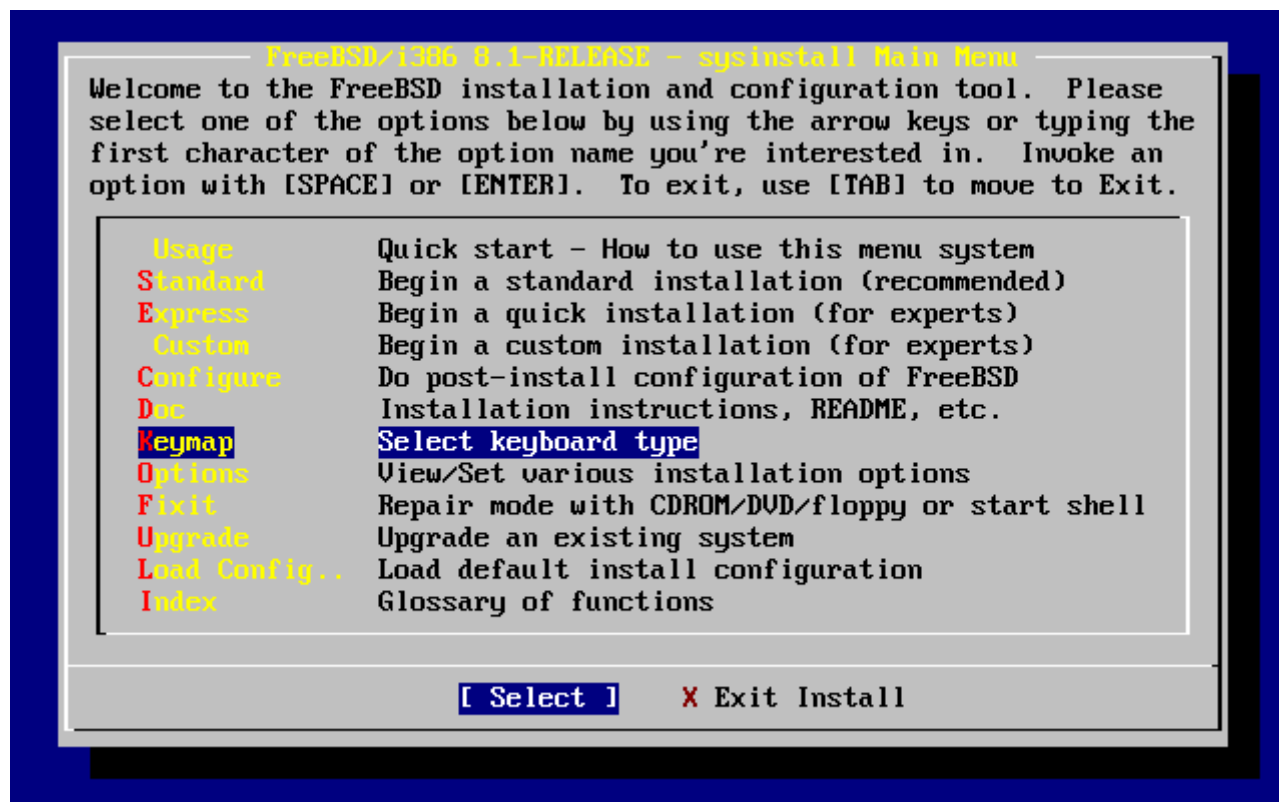 FreeBSD/i386 8.1-RELEASE - sysinstall Main Menu
Welcome to the FreeBSD installation and configuration tool.  Please
select one of the options below by using the arrow keys or typing the
first character of the option name you're interested in.  Invoke an
option with [SPACE] or [ENTER].  To exit, use [TAB] to move to Exit.
Usage Quick start - How to use this menu system
Standard Begin a standard installation (recommended)
Express Begin a quick installation (for experts)
Custom Begin a custom installation (for experts)
Configure Do post-install configuration of FreeBSD
Doc Installation instructions, README, etc.
Keymap Select keyboard type
Options View/Set various installation options
Fixit Repair mode with CDROM/DVD/floppy or start shell
Upgrade Upgrade an existing system
Load Config.. Load default install configuration
Index Glossary of functions
[ Select ] X Exit Install